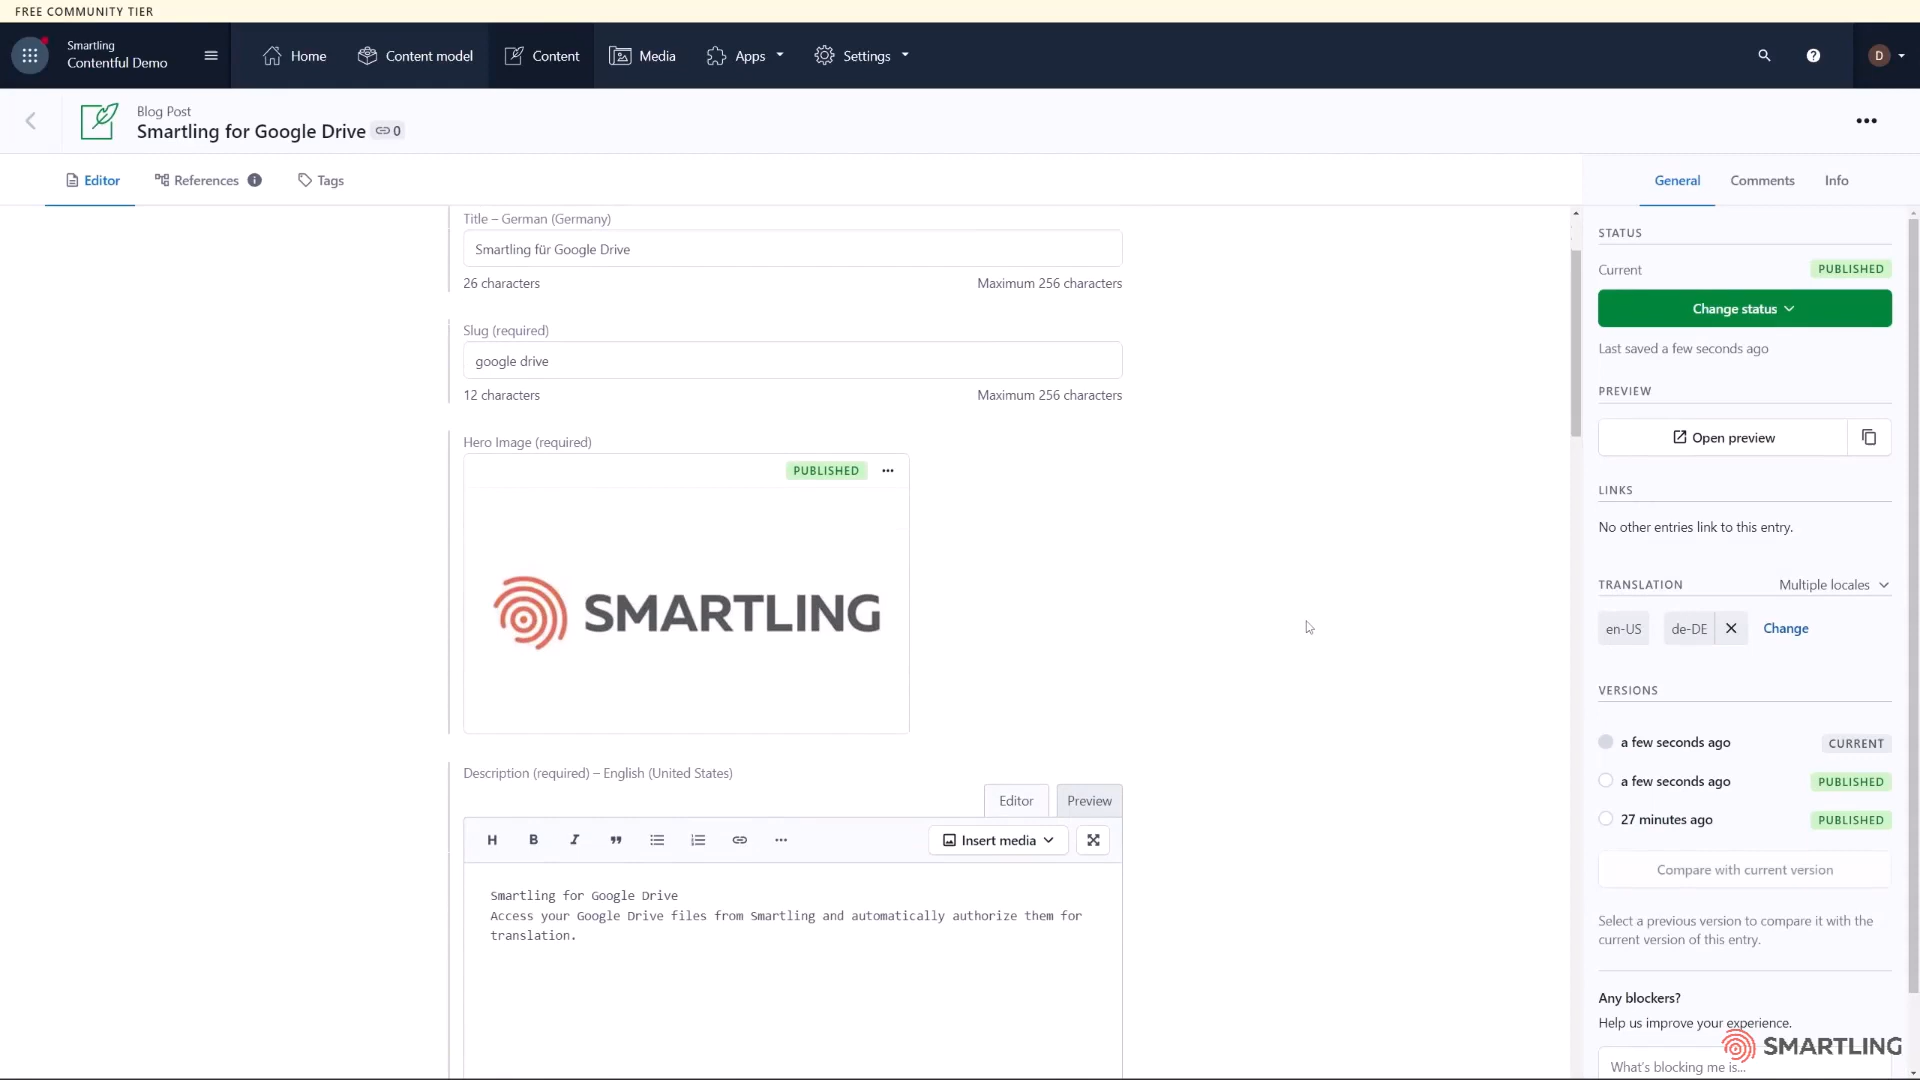 FREE COMMUNITY TIER
Smartling
Contentful Demo
Home
Content model
Content
Media
Apps
Settings
D
Blog Post
Smartling for Google Drive
0
Editor
References
Tags
General
Comments
Info
Title – German (Germany)
Smartling für Google Drive
26 characters
Maximum 256 characters
Slug (required)
google drive
12 characters
Maximum 256 characters
Hero Image (required)
PUBLISHED
SMARTLING
Description (required) – English (United States)
Editor
Preview
H B I
Insert media
Smartling for Google Drive
Access your Google Drive files from Smartling and automatically authorize them for
translation.
STATUS
Current
PUBLISHED
Change status
Last saved a few seconds ago
PREVIEW
Open preview
LINKS
No other entries link to this entry.
TRANSLATION
Multiple locales
en-US
de-DE
Change
VERSIONS
a few seconds ago
CURRENT
a few seconds ago
PUBLISHED
27 minutes ago
PUBLISHED
Compare with current version
Select a previous version to compare it with the
current version of this entry.
Any blockers?
Help us improve your experience.
What's blocking me is...
SMARTLING